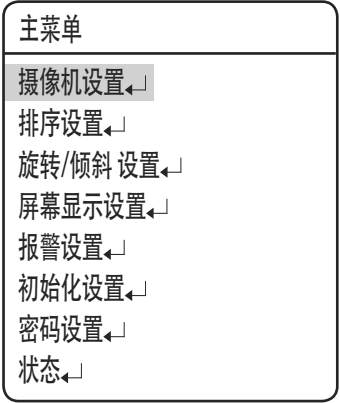 主菜单
摄像机设置↵
排序设置↵
旋转/倾斜 设置↵
屏幕显示设置↵
报警设置↵
初始化设置↵
密码设置↵
状态↵